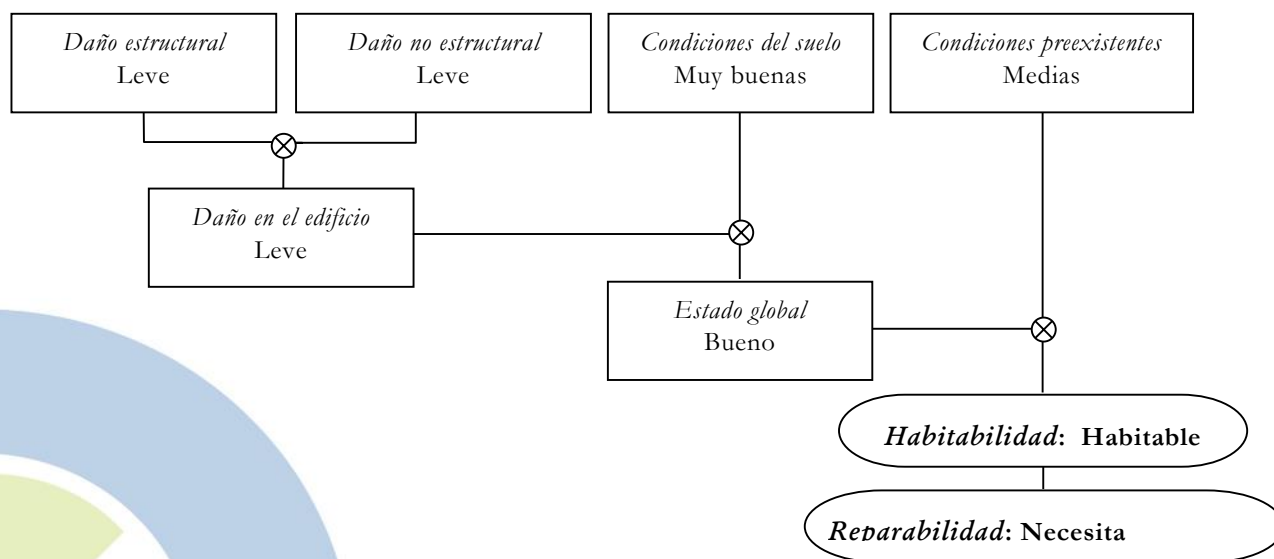 Daño estructural
Leve
Daño no estructural
Leve
Condiciones del suelo
Muy buenas
Condiciones preexistentes
Medias
Daño en el edificio
Leve
Estado global
Bueno
Habitabilidad: Habitable
Reparabilidad: Necesita